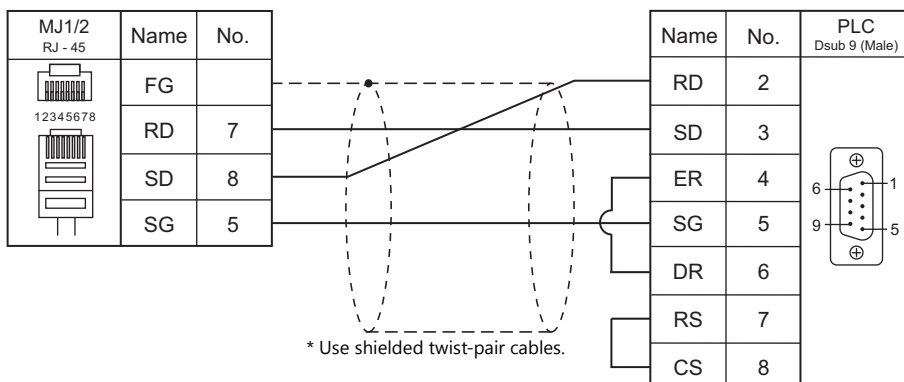 MJ1/2
RJ - 45
Name No.
FG
12345678
RD 7
SD 8
SG 5
* Use shielded twist-pair cables.
Name No.
PLC
Dsub 9 (Male)
RD 2
SD 3
ER 4
SG 5
DR 6
RS 7
CS 8
6 1
9 5